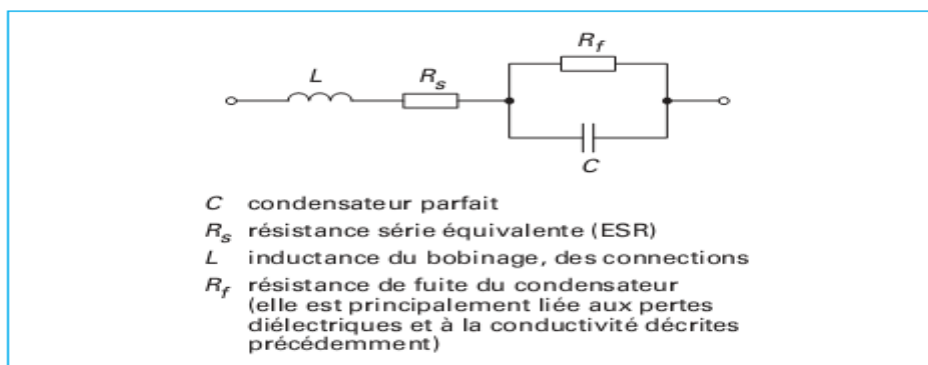 R_f
L
R_s
C
C condensateur parfait
R_s résistance série équivalente (ESR)
L inductance du bobinage, des connections
R_f résistance de fuite du condensateur
(elle est principalement liée aux pertes
diélectriques et à la conductivité décrites
précédemment)